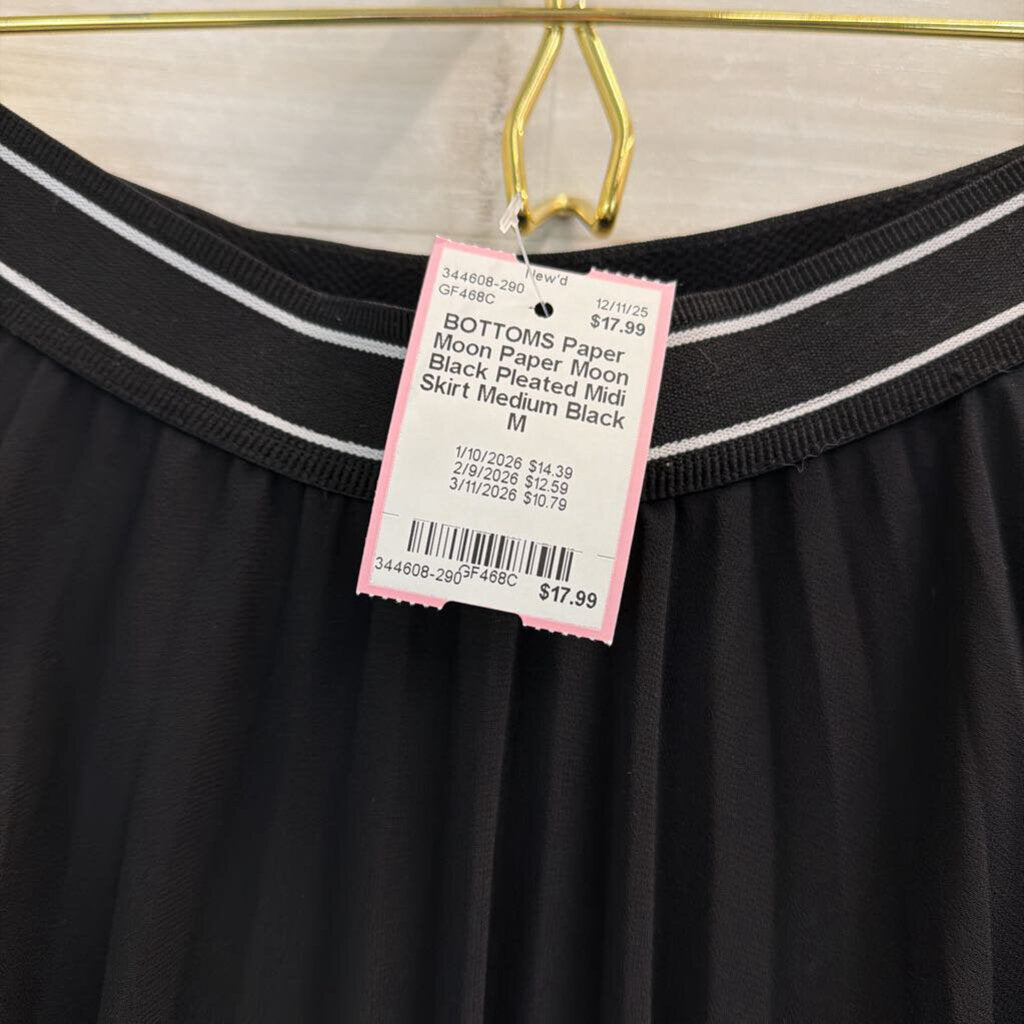 New'd
344608-290
GF468C
12/11/25
$17.99
BOTTOMS Paper
Moon Paper Moon
Black Pleated Midi
Skirt Medium Black
M
1/10/2026 $14.39
2/9/2026 $12.59
3/11/2026 $10.79
344608-290
GF468C
$17.99